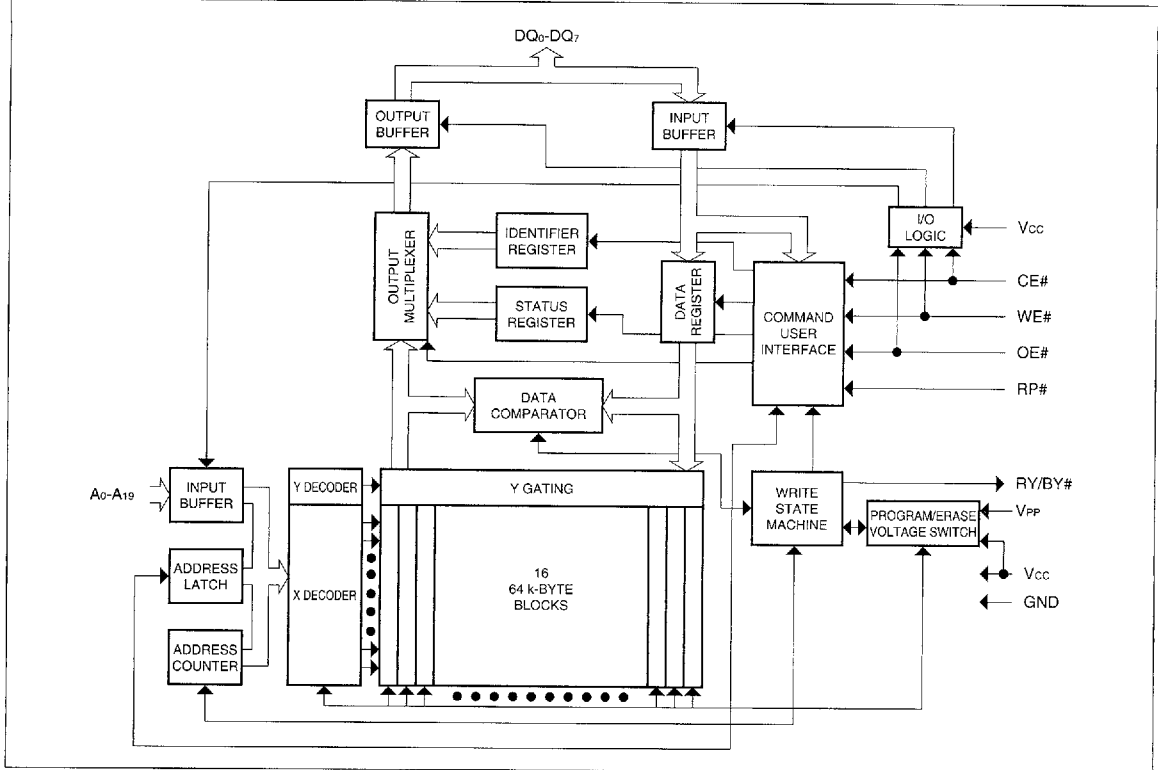 DQ0-DQ7
OUTPUT
BUFFER
INPUT
BUFFER
OUTPUT
MULTIPLEXER
IDENTIFIER
REGISTER
STATUS
REGISTER
DATA
REGISTER
COMMAND
USER
INTERFACE
I/O
LOGIC
Vcc
CE#
WE#
OE#
RP#
DATA
COMPARATOR
A0-A19
INPUT
BUFFER
Y DECODER
Y GATING
WRITE
STATE
MACHINE
RY/BY#
PROGRAM/ERASE
VOLTAGE SWITCH
VPP
ADDRESS
LATCH
X DECODER
16
64 k-BYTE
BLOCKS
Vcc
GND
ADDRESS
COUNTER